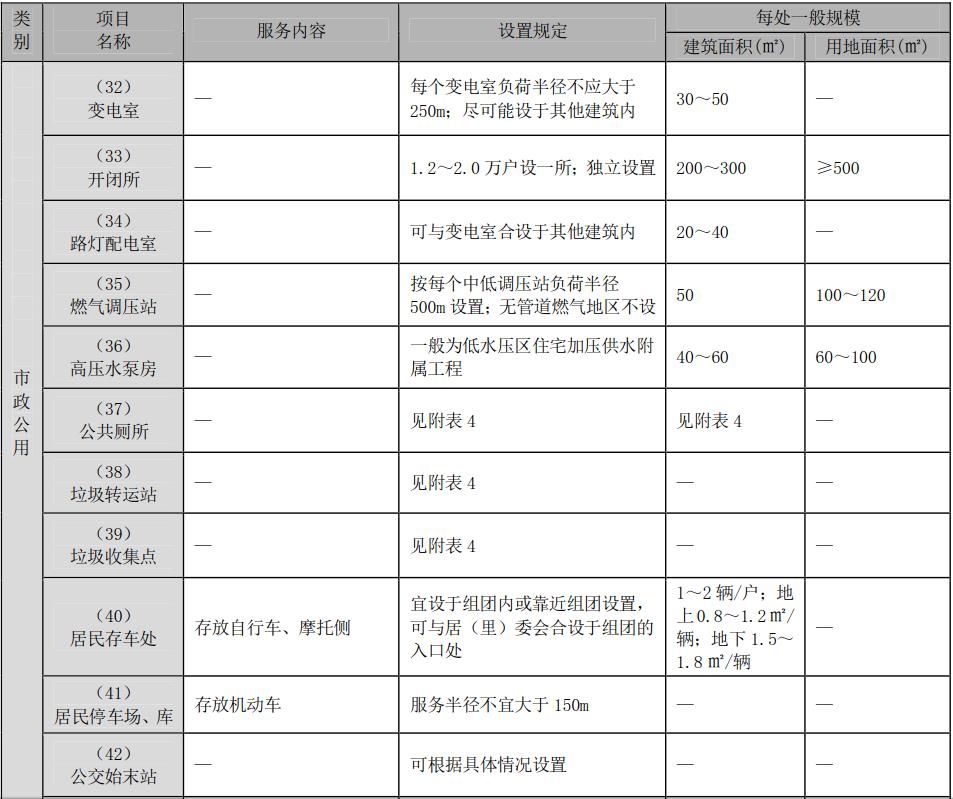 类
别
项目
名称
服务内容
设置规定
每处一般规模
建筑面积(㎡)
用地面积(㎡)
市
政
公
用
（32）
变电室
—
每个变电室负荷半径不应大于
250m；尽可能设于其他建筑内
30～50
—
（33）
开闭所
—
1.2～2.0 万户设一所；独立设置
200～300
≥500
（34）
路灯配电室
—
可与变电室合设于其他建筑内
20～40
—
（35）
燃气调压站
—
按每个中低调压站负荷半径
500m 设置；无管道燃气地区不设
50
100～120
（36）
高压水泵房
—
一般为低水压区住宅加压供水附
属工程
40～60
60～100
（37）
公共厕所
—
见附表 4
见附表 4
—
（38）
垃圾转运站
—
见附表 4
—
—
（39）
垃圾收集点
—
见附表 4
—
—
（40）
居民存车处
存放自行车、摩托侧
宜设于组团内或靠近组团设置，
可与居（里）委会合设于组团的
入口处
1～2 辆/户；地
上 0.8～1.2 ㎡/
辆；地下 1.5～
1.8 ㎡/辆
—
（41）
居民停车场、库
存放机动车
服务半径不宜大于 150m
—
—
（42）
公交始末站
—
可根据具体情况设置
—
—